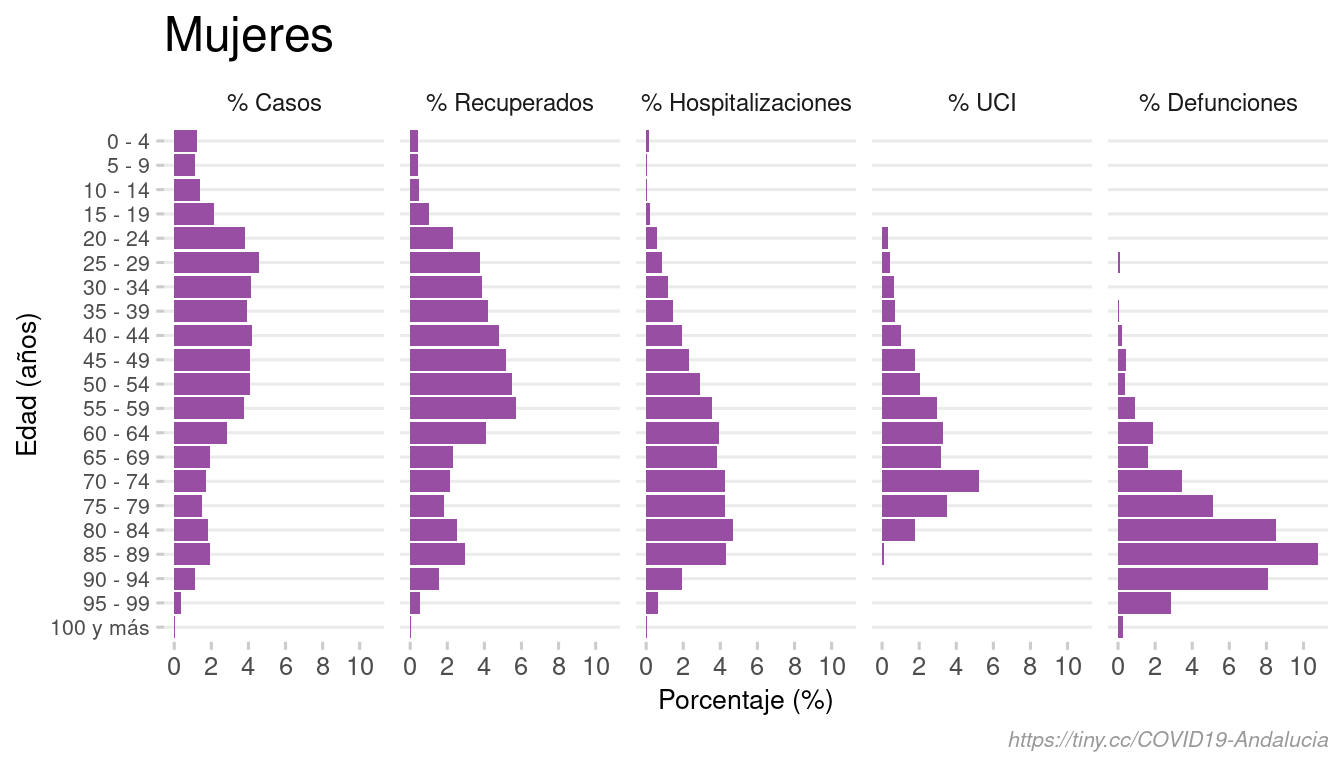 Mujeres
% Casos % Recuperados % Hospitalizaciones % UCI % Defunciones
0 - 4
5 - 9
10 - 14
15 - 19
20 - 24
25 - 29
30 - 34
35 - 39
40 - 44
45 - 49
50 - 54
55 - 59
60 - 64
65 - 69
70 - 74
75 - 79
80 - 84
85 - 89
90 - 94
95 - 99
100 y más
Edad (años)
0 2 4 6 8 10 0 2 4 6 8 10 0 2 4 6 8 10 0 2 4 6 8 10 0 2 4 6 8 10
Porcentaje (%)
https://tiny.cc/COVID19-Andalucia